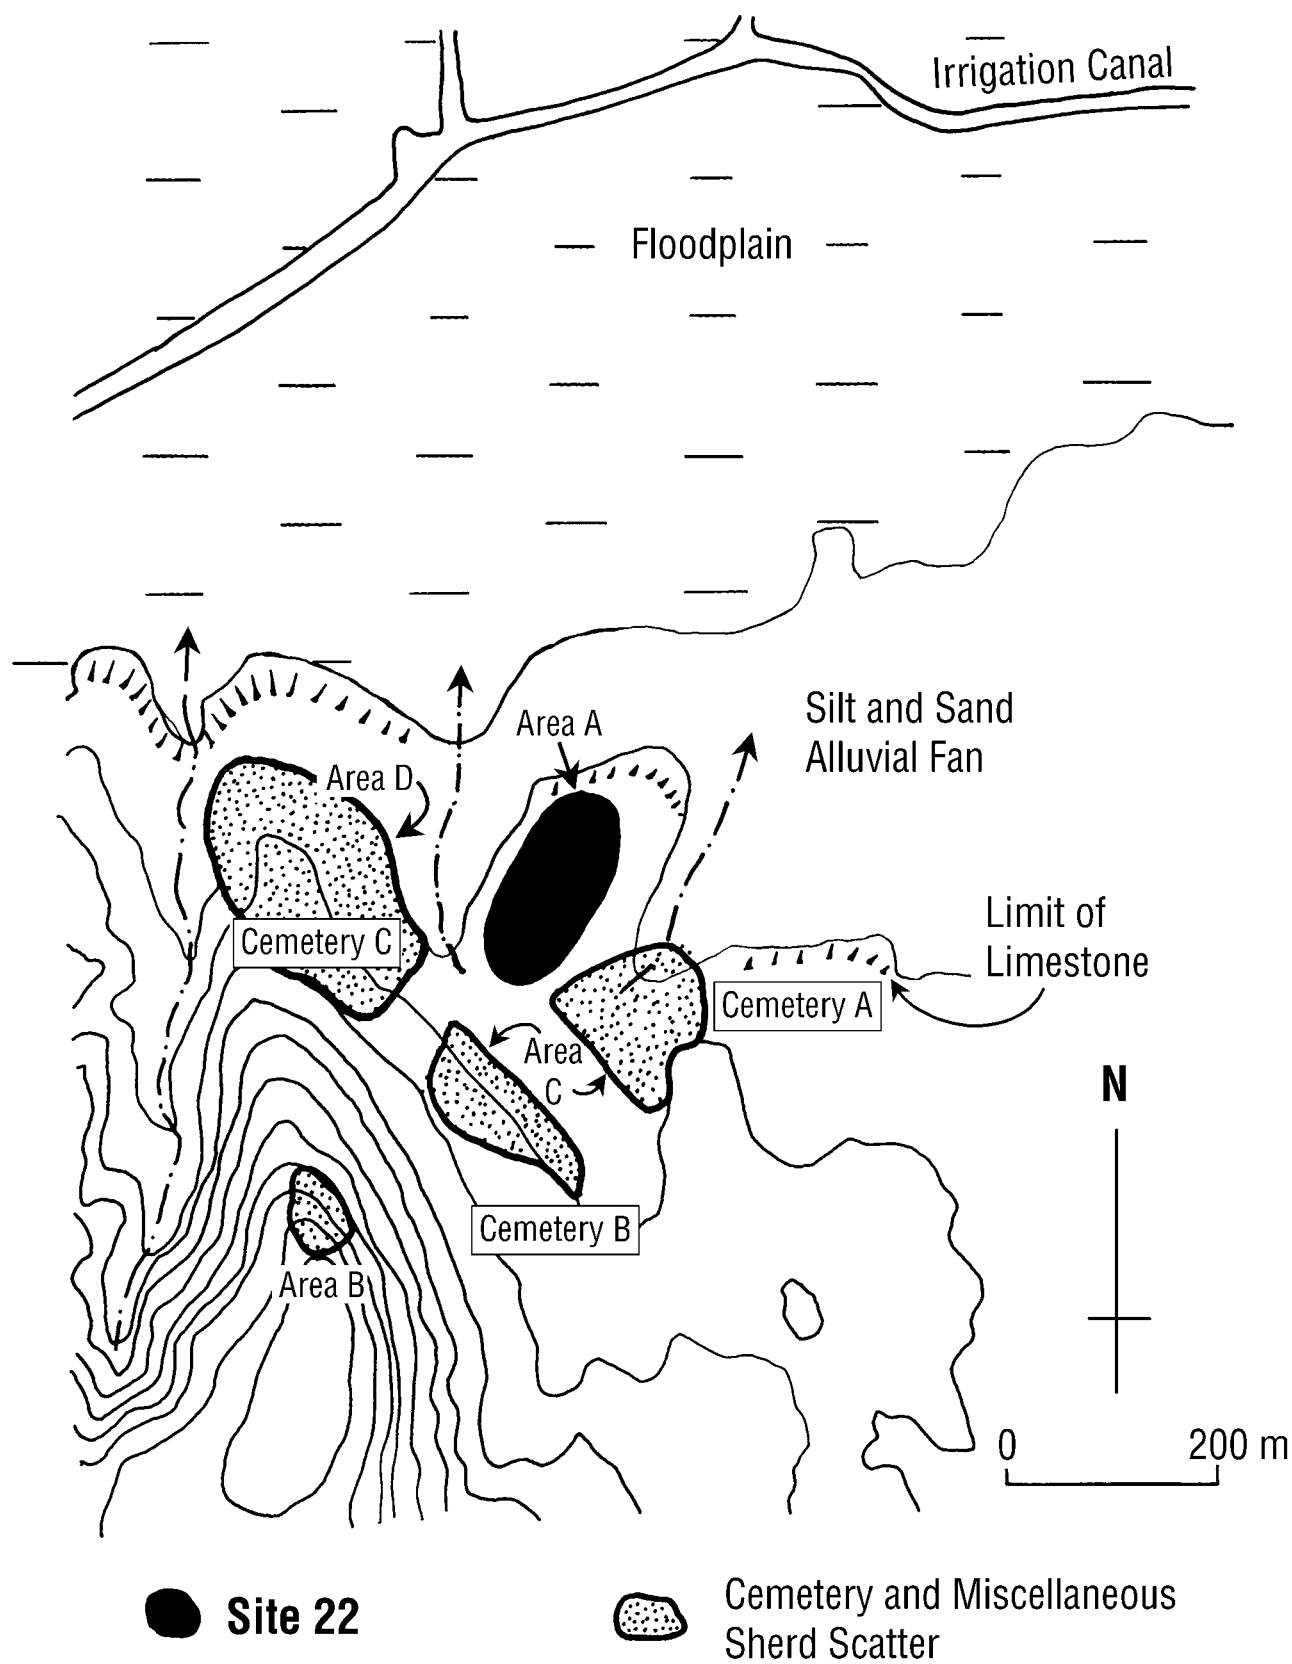 Irrigation Canal
Floodplain
Silt and Sand
Alluvial Fan
Area A
Area D
Limit of
Limestone
Cemetery C
Cemetery A
Area
C
N
Cemetery B
Area B
0 200 m
Site 22
Cemetery and Miscellaneous
Sherd Scatter